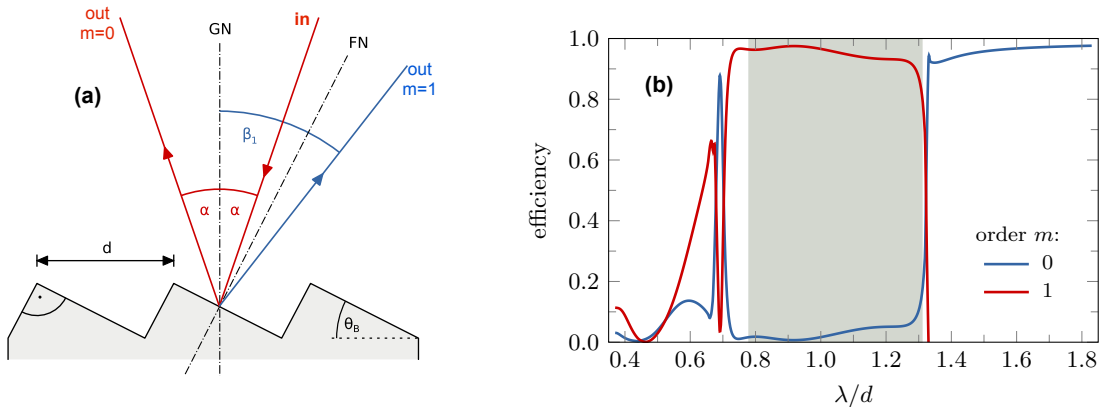 out
m=0
GN
in
FN
out
m=1
(a)
β₁
α
α
d
θ_B
(b)
efficiency
1.0
0.8
0.6
0.4
0.2
0.0
order m:
0
1
0.4
0.6
0.8
1.0
1.2
1.4
1.6
1.8
λ/d